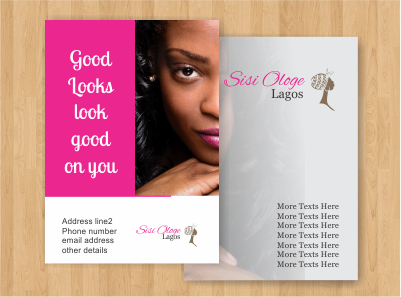 Good
Looks
look
good
on you
Address line2
Phone number
email address
other details
Sisi Ologe
Lagos
Sisi Ologe
Lagos
More Texts Here
More Texts Here
More Texts Here
More Texts Here
More Texts Here
More Texts Here
More Texts Here